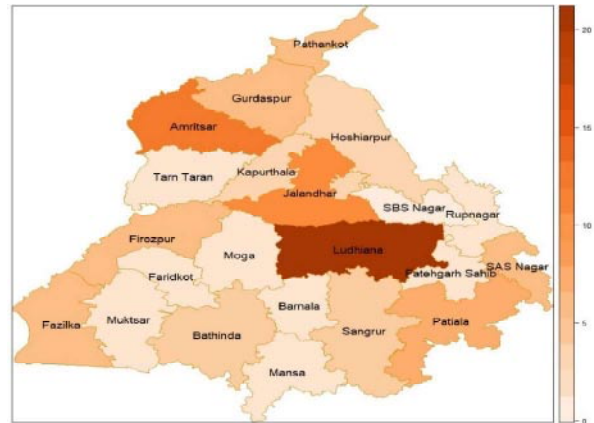 Pathankot
20
Gurdaspur
Amritsar
Hoshiarpur
15
Tarn Taran
Kapurthala
Jalandhar
SBS Nagar
Rupnagar
10
Firozpur
Moga
Ludhiana
Fatehgarh Sahib
SAS Nagar
Faridkot
Fazilka
Muktsar
Barnala
Patiala
5
Bathinda
Sangrur
Mansa
0